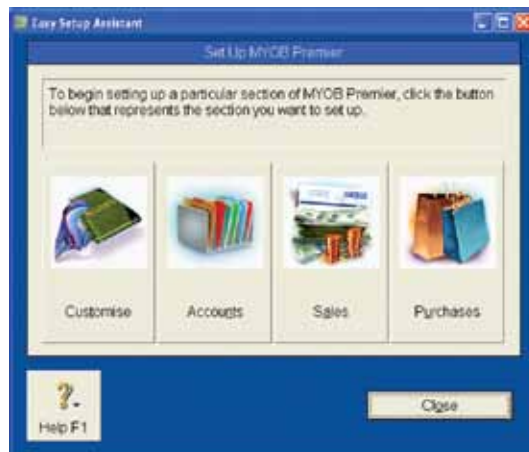 Easy Setup Assistant
Set Up MYOB Premier
To begin setting up a particular section of MYOB Premier, click the button
below that represents the section you want to set up.
Customise Accounts Sales Purchases
Help F1
Close